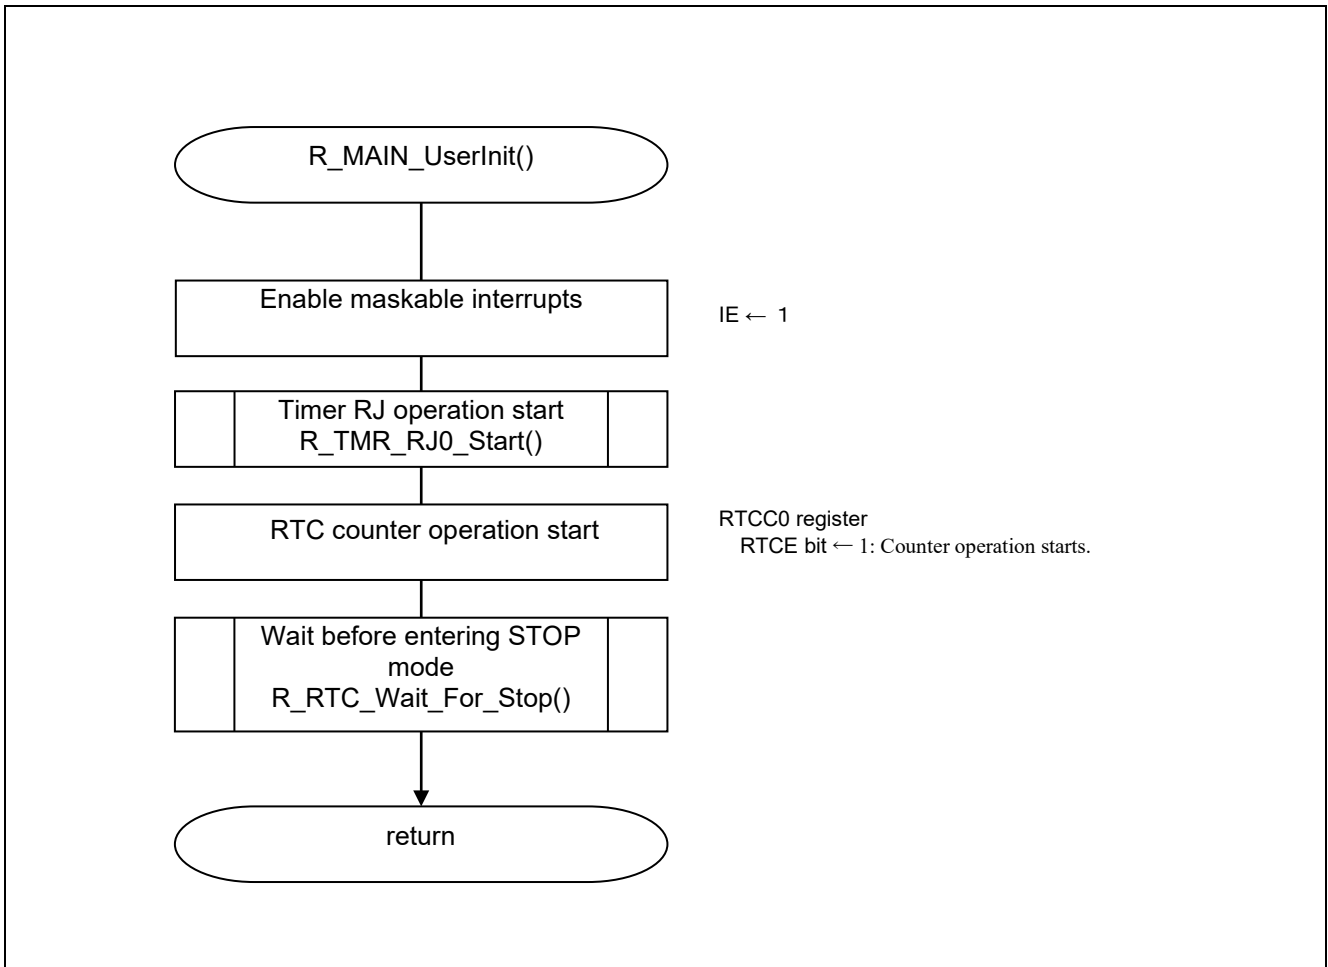 R_MAIN_UserInit()
Enable maskable interrupts
IE ← 1
Timer RJ operation start
R_TMR_RJ0_Start()
RTC counter operation start
RTCC0 register
RTCE bit ← 1: Counter operation starts.
Wait before entering STOP
mode
R_RTC_Wait_For_Stop()
return